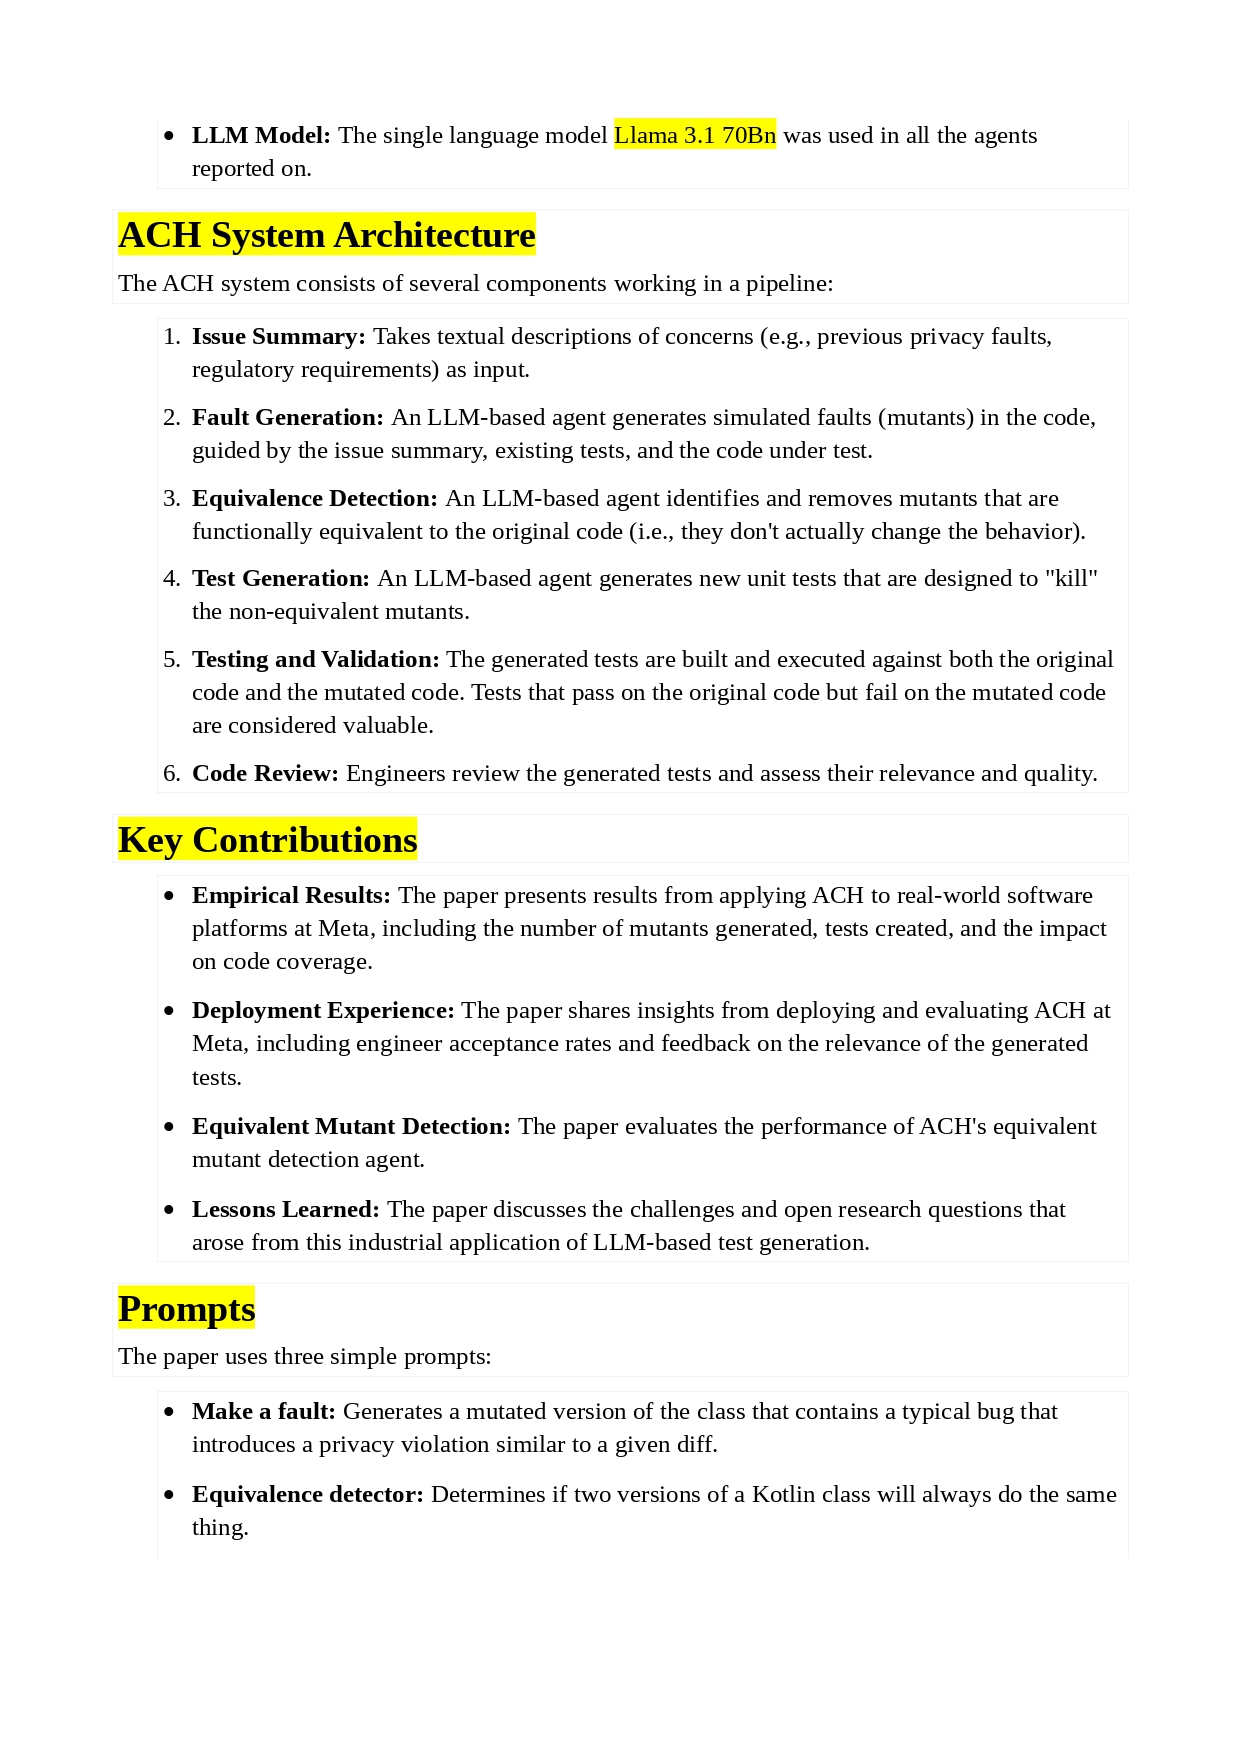 • LLM Model: The single language model Llama 3.1 70Bn was used in all the agents
reported on.
ACH System Architecture
The ACH system consists of several components working in a pipeline:
1. Issue Summary: Takes textual descriptions of concerns (e.g., previous privacy faults,
regulatory requirements) as input.
2. Fault Generation: An LLM-based agent generates simulated faults (mutants) in the code,
guided by the issue summary, existing tests, and the code under test.
3. Equivalence Detection: An LLM-based agent identifies and removes mutants that are
functionally equivalent to the original code (i.e., they don't actually change the behavior).
4. Test Generation: An LLM-based agent generates new unit tests that are designed to "kill"
the non-equivalent mutants.
5. Testing and Validation: The generated tests are built and executed against both the original
code and the mutated code. Tests that pass on the original code but fail on the mutated code
are considered valuable.
6. Code Review: Engineers review the generated tests and assess their relevance and quality.
Key Contributions
• Empirical Results: The paper presents results from applying ACH to real-world software
platforms at Meta, including the number of mutants generated, tests created, and the impact
on code coverage.
• Deployment Experience: The paper shares insights from deploying and evaluating ACH at
Meta, including engineer acceptance rates and feedback on the relevance of the generated
tests.
• Equivalent Mutant Detection: The paper evaluates the performance of ACH's equivalent
mutant detection agent.
• Lessons Learned: The paper discusses the challenges and open research questions that
arose from this industrial application of LLM-based test generation.
Prompts
The paper uses three simple prompts:
• Make a fault: Generates a mutated version of the class that contains a typical bug that
introduces a privacy violation similar to a given diff.
• Equivalence detector: Determines if two versions of a Kotlin class will always do the same
thing.